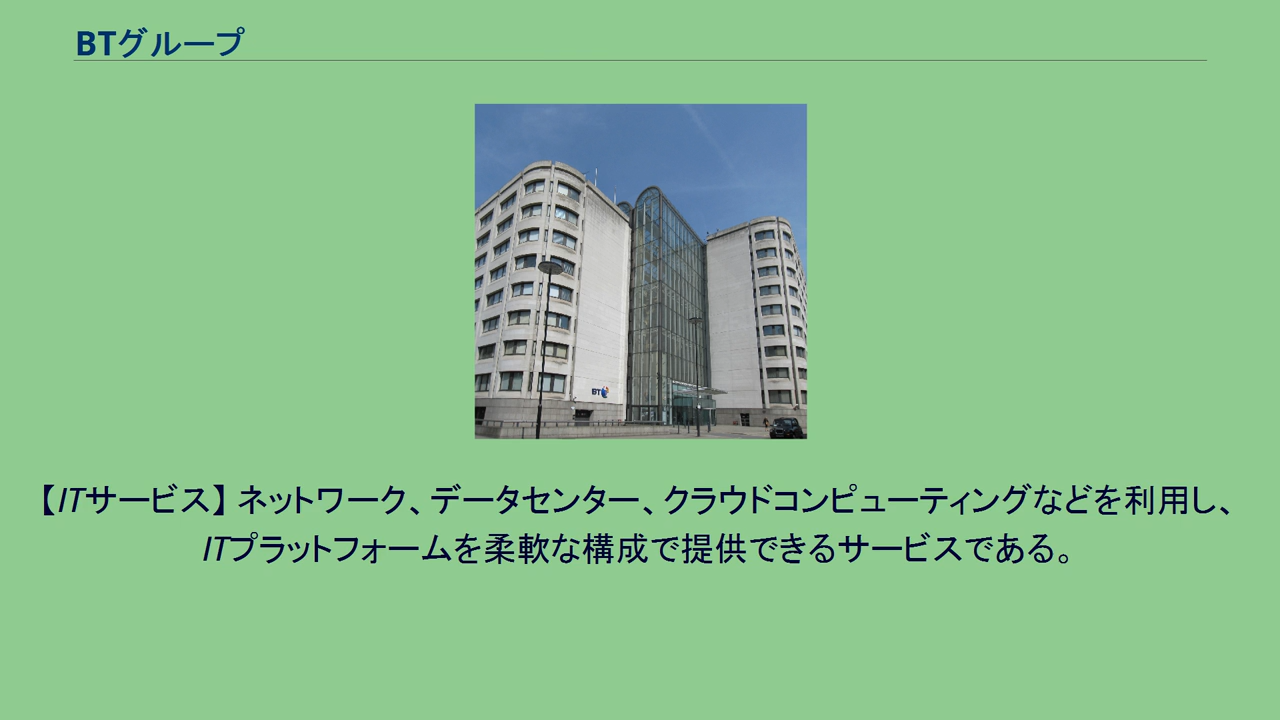 BTグループ
BT
【ITサービス】 ネットワーク、データセンター、クラウドコンピューティングなどを利用し、
ITプラットフォームを柔軟な構成で提供できるサービスである。